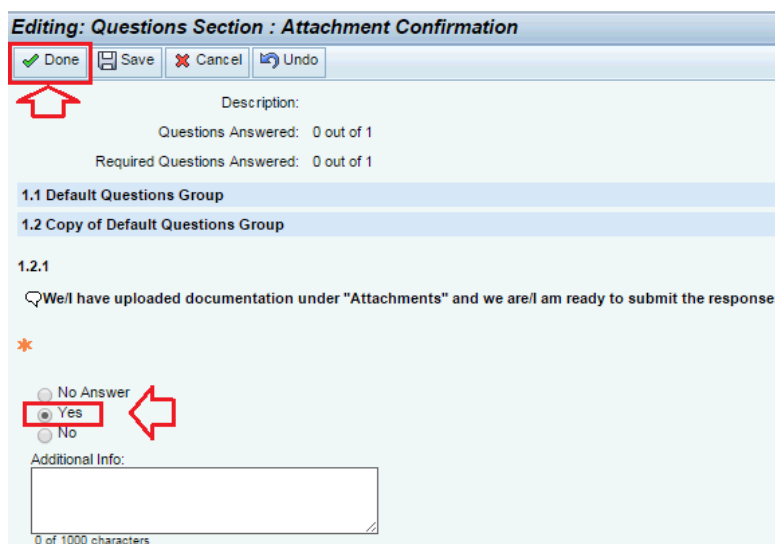 Editing: Questions Section : Attachment Confirmation
Done Save Cancel Undo
Description:
Questions Answered: 0 out of 1
Required Questions Answered: 0 out of 1
1.1 Default Questions Group
1.2 Copy of Default Questions Group
1.2.1
We/I have uploaded documentation under "Attachments" and we are/I am ready to submit the response
*
No Answer
Yes
No
Additional Info:
0 of 1000 characters